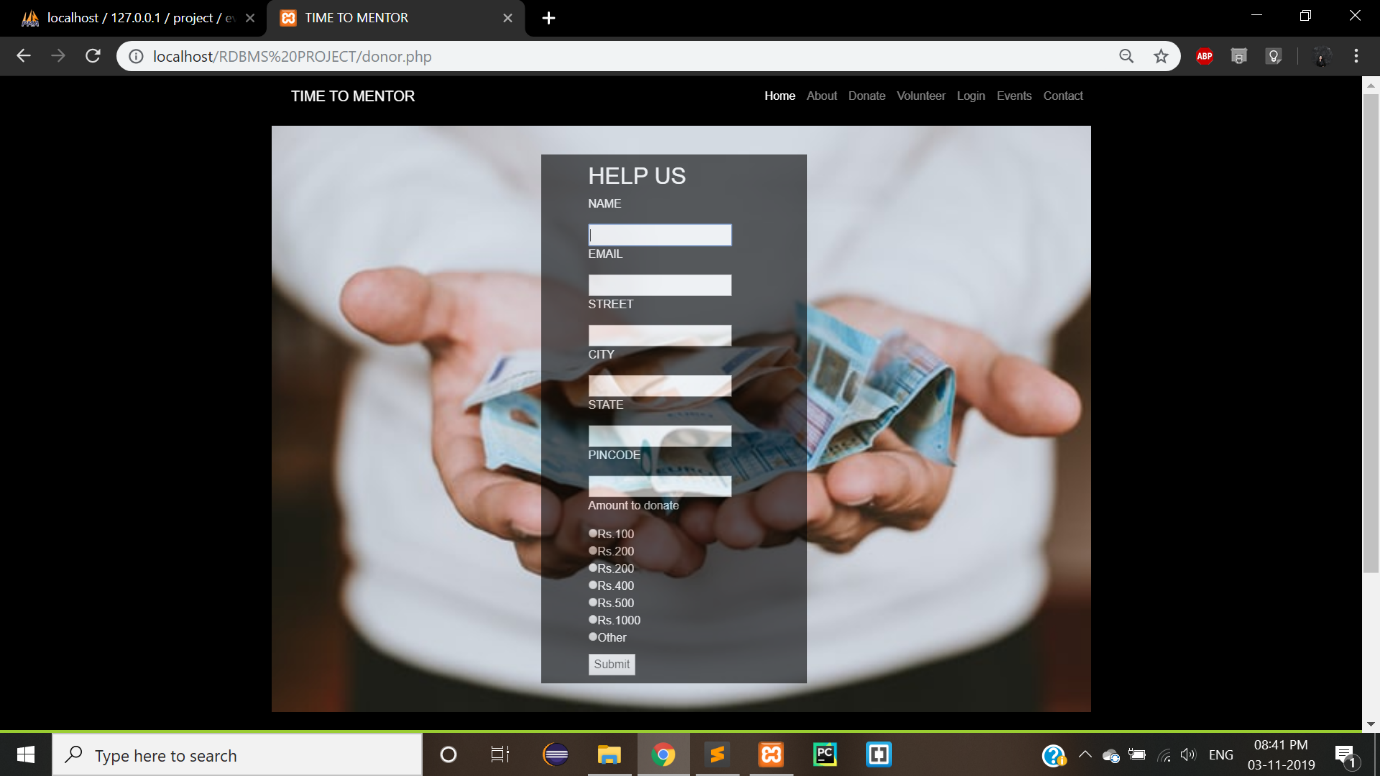 localhost / 127.0.0.1 / project / ev
TIME TO MENTOR
localhost/RDBMS%20PROJECT/donor.php
ABP
TIME TO MENTOR
Home About Donate Volunteer Login Events Contact
HELP US
NAME
EMAIL
STREET
CITY
STATE
PINCODE
Amount to donate
Rs.100
Rs.200
Rs.200
Rs.400
Rs.500
Rs.1000
Other
Submit
Type here to search
PC
ENG
08:41 PM
03-11-2019
1